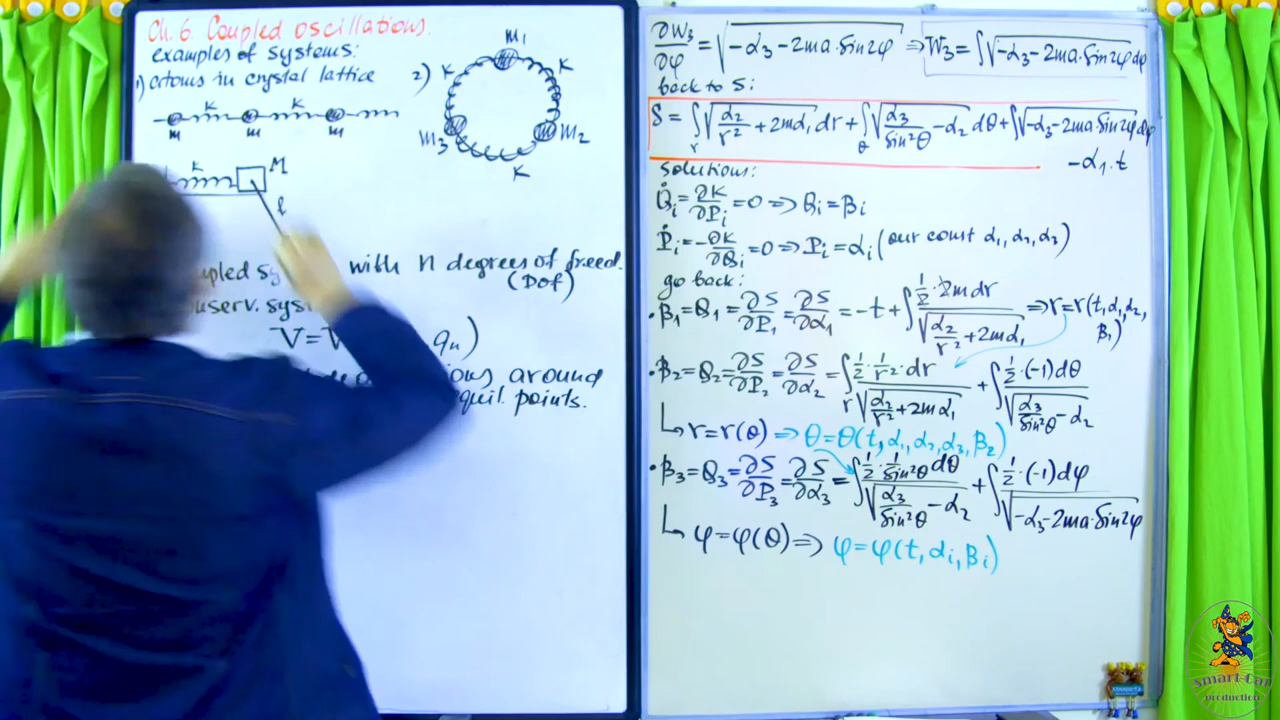 Ch. 6. Coupled oscillations.
examples of systems:
1) atoms in crystal lattice
2)
m₁
k
k
m₃
m₂
k
k
k
m
m
m
k
M
ℓ
with n degrees of freed.
(DoF)
V=
qₙ)
around
equil. points.
∂W₃/∂φ = √(-α₃-2ma·sin2φ) ⇒ W₃ = ∫√(-α₃-2ma·sin2φ) dφ
back to S:
S = ∫_r √(α₂/r² + 2mα₁) dr + ∫_θ √(α₃/sin²θ - α₂) dθ + ∫√(-α₃-2ma·sin2φ) dφ
-α₁·t
solutions:
Q̇ᵢ = ∂K/∂Pᵢ = 0 ⇒ Qᵢ = βᵢ
Ṗᵢ = -∂K/∂Qᵢ = 0 ⇒ Pᵢ = αᵢ (our const α₁, α₂, α₃)
go back:
• β₁ = Q₁ = ∂S/∂P₁ = ∂S/∂α₁ = -t + ∫ (½·2m dr)/√(α₂/r² + 2mα₁) ⇒ r = r(t, α₁, α₂, β₁)
• β₂ = Q₂ = ∂S/∂P₂ = ∂S/∂α₂ = ∫_r (½·1/r²·dr)/√(α₂/r² + 2mα₁) + ∫ (½·(-1)dθ)/√(α₃/sin²θ - α₂)
↳ r = r(θ) ⇒ θ = θ(t, α₁, α₂, α₃, β₂)
• β₃ = Q₃ = ∂S/∂P₃ = ∂S/∂α₃ = ∫ (½·1/sin²θ dθ)/√(α₃/sin²θ - α₂) + ∫ (½·(-1)dφ)/√(-α₃-2ma·sin2φ)
↳ φ = φ(θ) ⇒ φ = φ(t, αᵢ, βᵢ)
Smart Cat
production